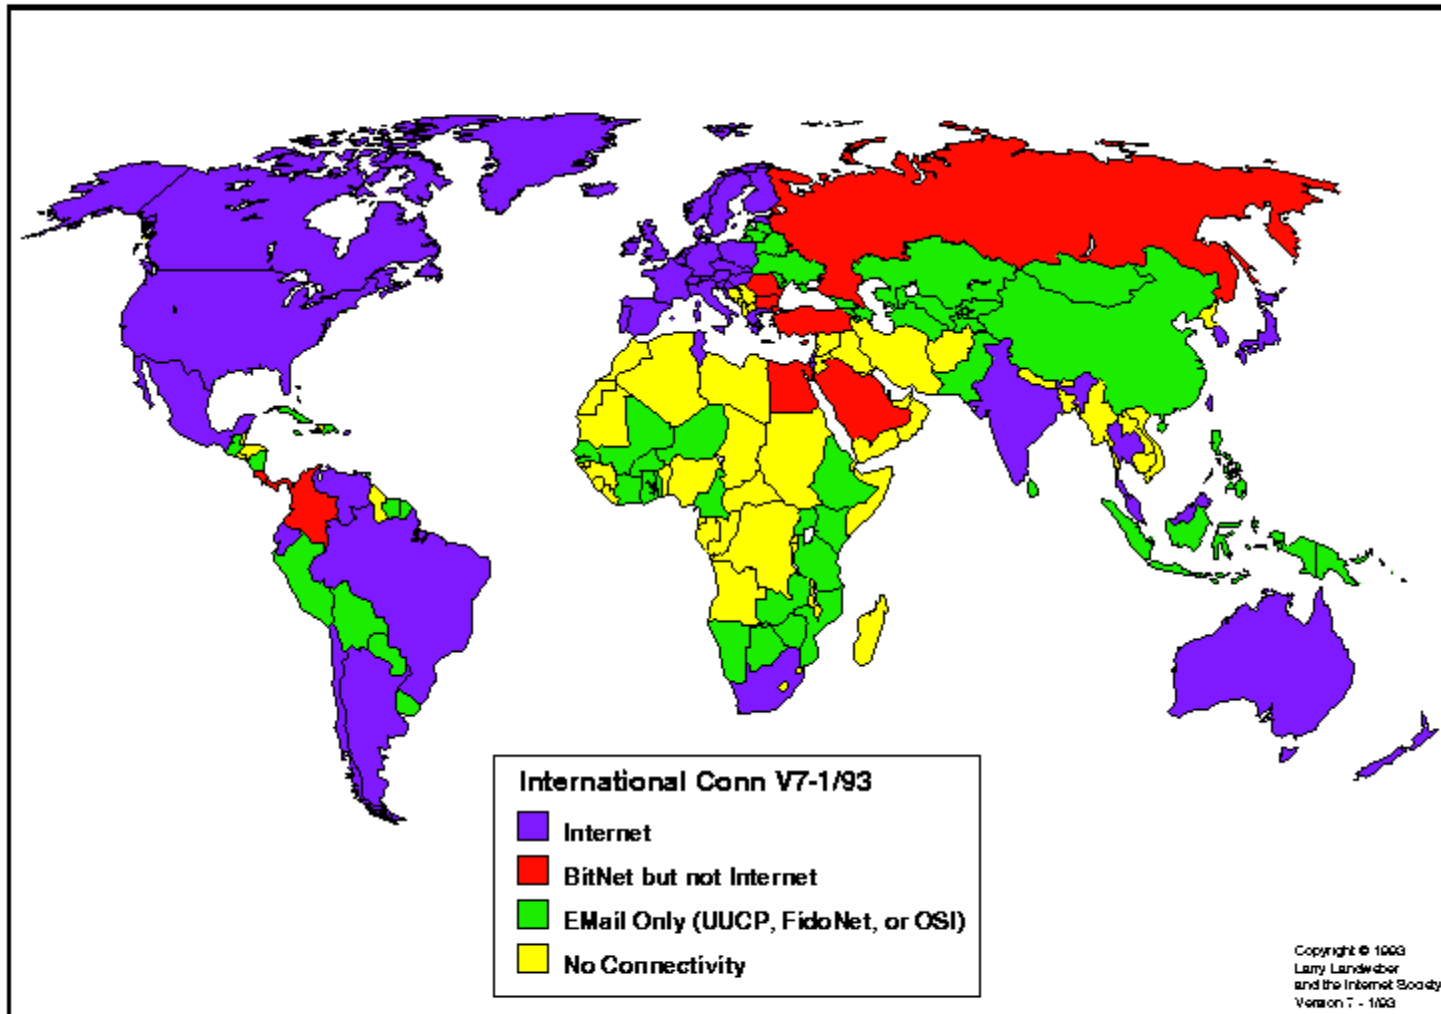 International Conn V7-1/93
Internet
BitNet but not Internet
EMail Only (UUCP, FidoNet, or OSI)
No Connectivity
Copyright © 1993
Larry Landweber
and the Internet Society
Version 7 - 1/93